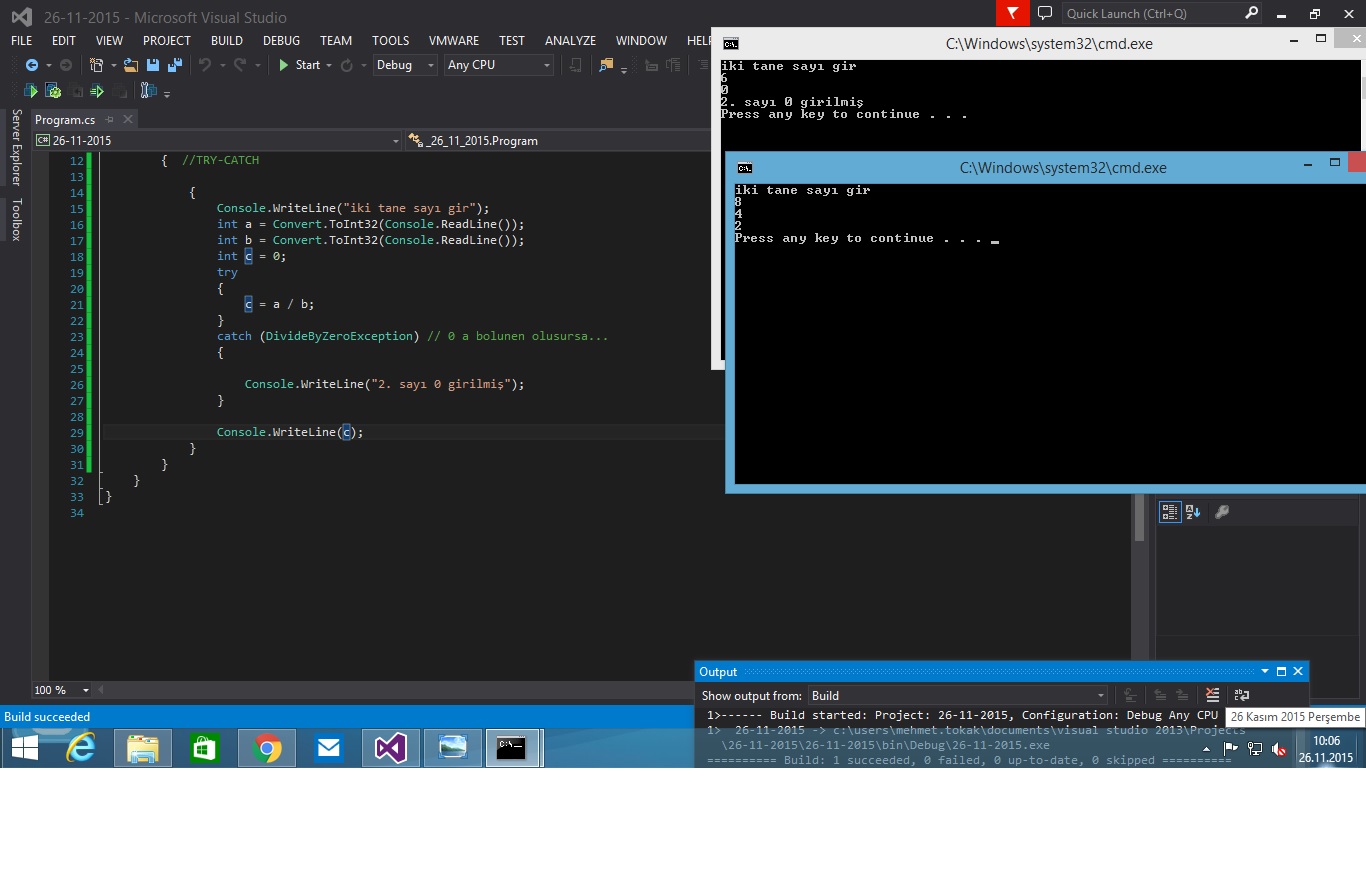 26-11-2015 - Microsoft Visual Studio
Quick Launch (Ctrl+Q)
FILE EDIT VIEW PROJECT BUILD DEBUG TEAM TOOLS VMWARE TEST ANALYZE WINDOW HELP
Start Debug Any CPU
Server Explorer
Toolbox
Program.cs
26-11-2015
_26_11_2015.Program
12 { //TRY-CATCH
13
14 {
15 Console.WriteLine("iki tane sayı gir");
16 int a = Convert.ToInt32(Console.ReadLine());
17 int b = Convert.ToInt32(Console.ReadLine());
18 int c = 0;
19 try
20 {
21 c = a / b;
22 }
23 catch (DivideByZeroException) // 0 a bolunen olusursa...
24 {
25
26 Console.WriteLine("2. sayı 0 girilmiş");
27 }
28
29 Console.WriteLine(c);
30 }
31 }
32 }
33 }
34
100 %
C:\Windows\system32\cmd.exe
iki tane sayı gir
6
0
2. sayı 0 girilmiş
Press any key to continue . . .
C:\Windows\system32\cmd.exe
iki tane sayı gir
8
4
2
Press any key to continue . . . _
Output
Show output from: Build
1>------ Build started: Project: 26-11-2015, Configuration: Debug Any CPU
1> 26-11-2015 -> c:\users\mehmet.tokak\documents\visual studio 2013\Projects
\26-11-2015\26-11-2015\bin\Debug\26-11-2015.exe
========== Build: 1 succeeded, 0 failed, 0 up-to-date, 0 skipped ==========
Build succeeded
26 Kasım 2015 Perşembe
10:06
26.11.2015